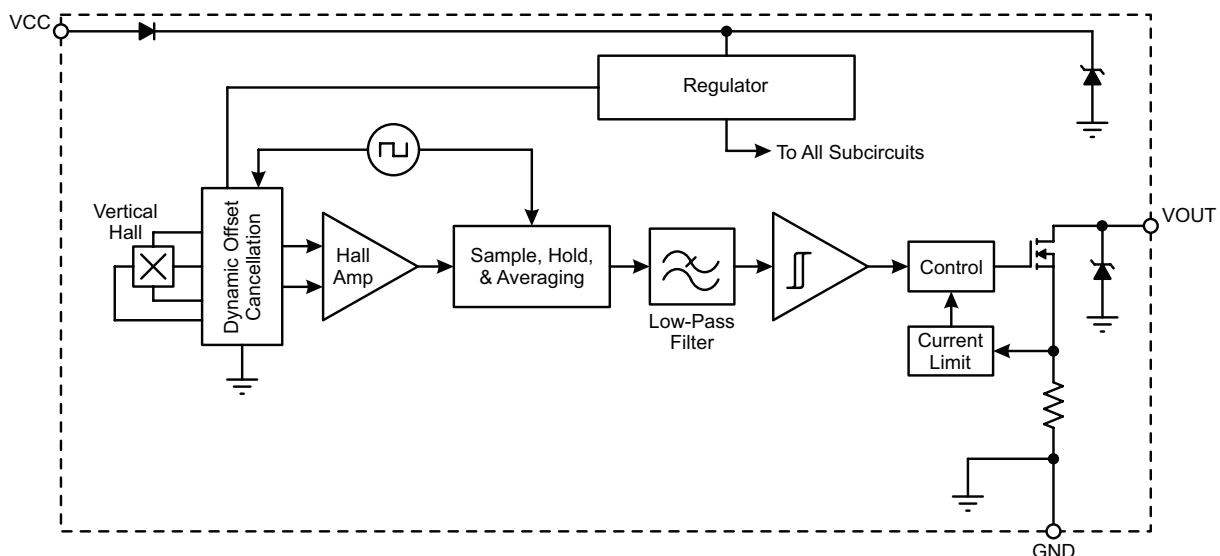 VCC
Regulator
To All Subcircuits
Vertical
Hall
Dynamic Offset
Cancellation
Hall
Amp
Sample, Hold,
& Averaging
Low-Pass
Filter
Control
Current
Limit
VOUT
GND